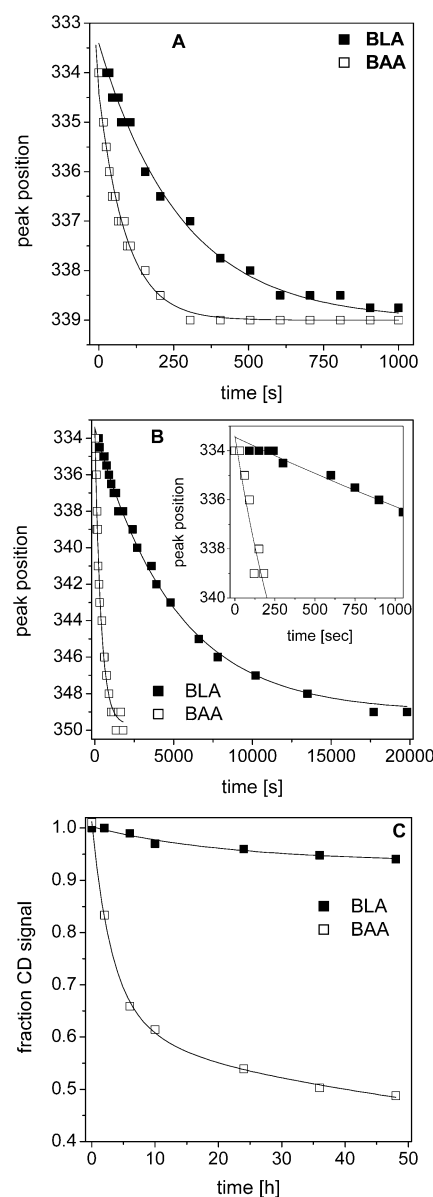 A
BLA
BAA
333
334
335
336
337
338
339
peak position
0
250
500
750
1000
time [s]
B
334
336
338
340
342
344
346
348
350
peak position
334
336
338
340
peak position
0
250
500
750
1000
time [sec]
BLA
BAA
0
5000
10000
15000
20000
time [s]
C
1.0
0.9
0.8
0.7
0.6
0.5
0.4
fraction CD signal
BLA
BAA
0
10
20
30
40
50
time [h]